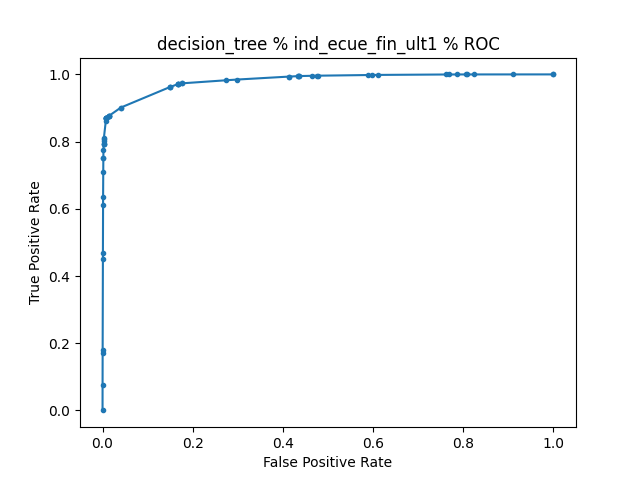 decision_tree % ind_ecue_fin_ult1 % ROC
1.0
0.8
0.6
0.4
0.2
0.0
True Positive Rate
0.0 0.2 0.4 0.6 0.8 1.0
False Positive Rate